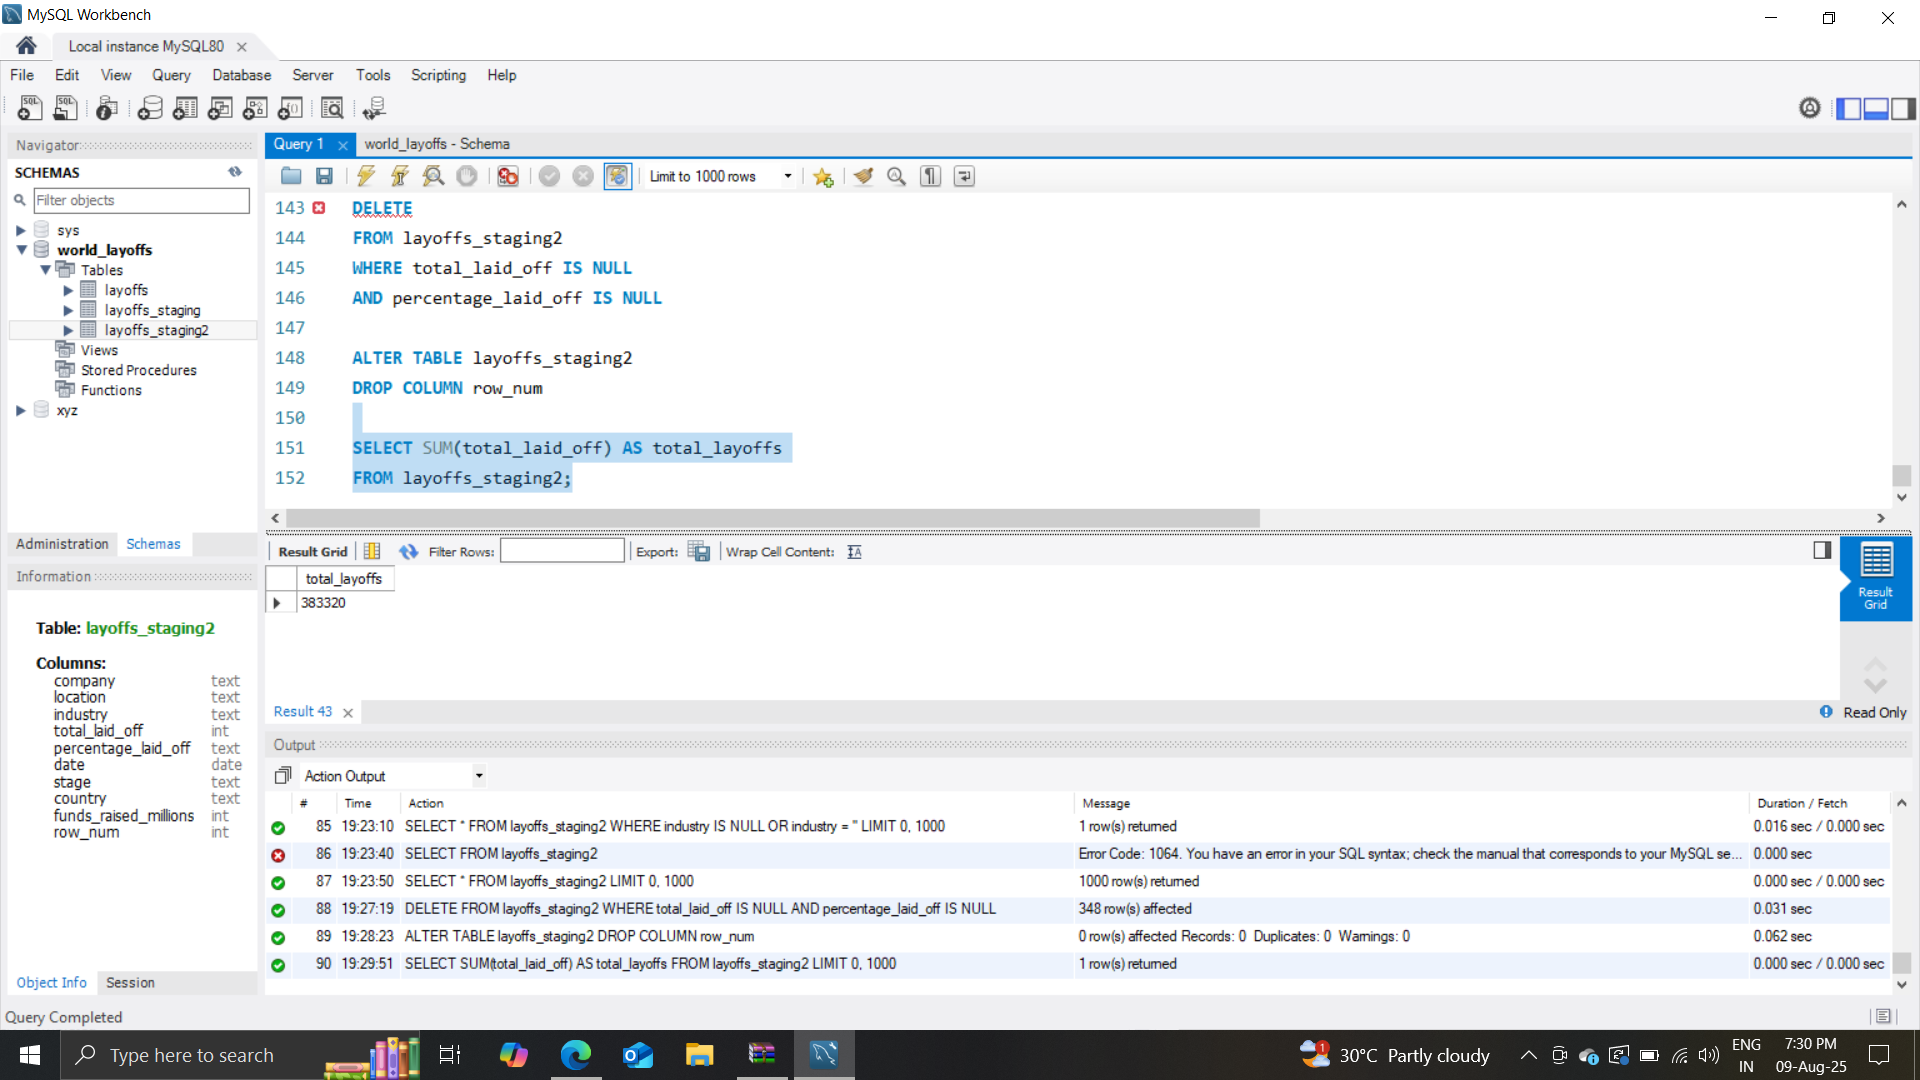 MySQL Workbench
Local instance MySQL80
File Edit View Query Database Server Tools Scripting Help
Navigator
SCHEMAS
Filter objects
sys
world_layoffs
Tables
layoffs
layoffs_staging
layoffs_staging2
Views
Stored Procedures
Functions
xyz
Administration Schemas
Information
Table: layoffs_staging2
Columns:
company text
location text
industry text
total_laid_off int
percentage_laid_off text
date date
stage text
country text
funds_raised_millions int
row_num int
Object Info Session
Query Completed
Query 1 world_layoffs - Schema
Limit to 1000 rows
143 DELETE
144 FROM layoffs_staging2
145 WHERE total_laid_off IS NULL
146 AND percentage_laid_off IS NULL
147
148 ALTER TABLE layoffs_staging2
149 DROP COLUMN row_num
150
151 SELECT SUM(total_laid_off) AS total_layoffs
152 FROM layoffs_staging2;
Result Grid Filter Rows: Export: Wrap Cell Content:
total_layoffs
383320
Result Grid
Result 43
Read Only
Output
Action Output
# Time Action Message Duration / Fetch
85 19:23:10 SELECT * FROM layoffs_staging2 WHERE industry IS NULL OR industry = '' LIMIT 0, 1000 1 row(s) returned 0.016 sec / 0.000 sec
86 19:23:40 SELECT FROM layoffs_staging2 Error Code: 1064. You have an error in your SQL syntax; check the manual that corresponds to your MySQL se... 0.000 sec
87 19:23:50 SELECT * FROM layoffs_staging2 LIMIT 0, 1000 1000 row(s) returned 0.000 sec / 0.000 sec
88 19:27:19 DELETE FROM layoffs_staging2 WHERE total_laid_off IS NULL AND percentage_laid_off IS NULL 348 row(s) affected 0.031 sec
89 19:28:23 ALTER TABLE layoffs_staging2 DROP COLUMN row_num 0 row(s) affected Records: 0 Duplicates: 0 Warnings: 0 0.062 sec
90 19:29:51 SELECT SUM(total_laid_off) AS total_layoffs FROM layoffs_staging2 LIMIT 0, 1000 1 row(s) returned 0.000 sec / 0.000 sec
Type here to search
1
30°C Partly cloudy
ENG
IN
7:30 PM
09-Aug-25